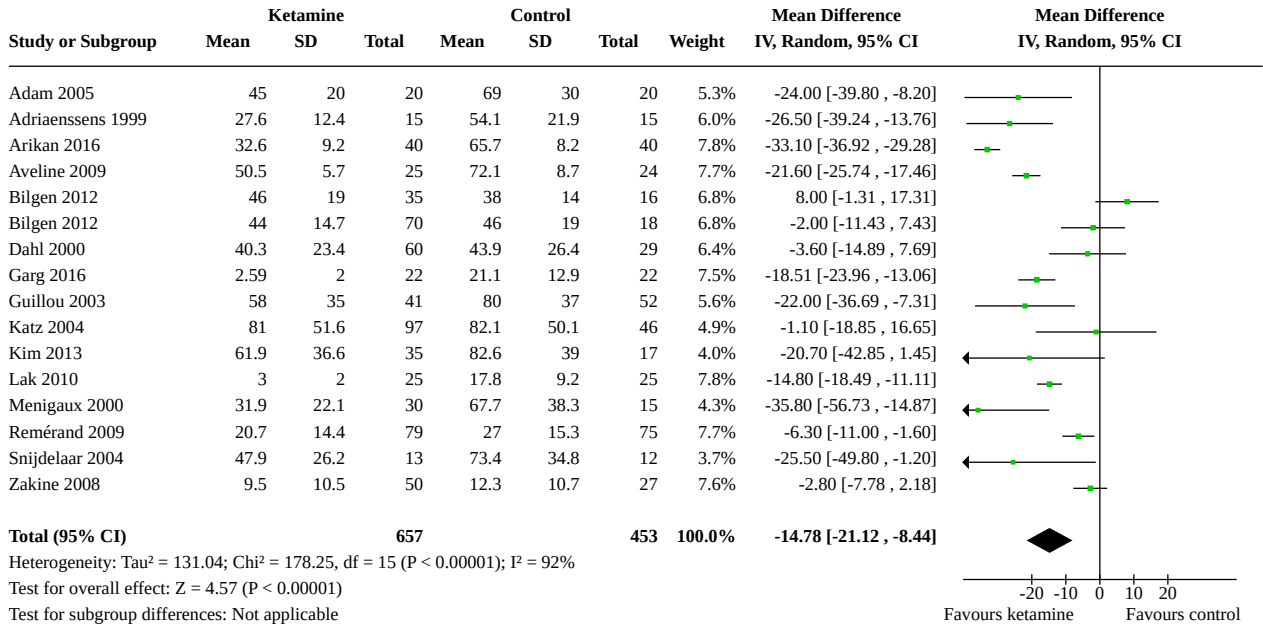 Ketamine Control Mean Difference Mean Difference
Study or Subgroup Mean SD Total Mean SD Total Weight IV, Random, 95% CI IV, Random, 95% CI
Adam 2005 45 20 20 69 30 20 5.3% -24.00 [-39.80 , -8.20]
Adriaenssens 1999 27.6 12.4 15 54.1 21.9 15 6.0% -26.50 [-39.24 , -13.76]
Arikan 2016 32.6 9.2 40 65.7 8.2 40 7.8% -33.10 [-36.92 , -29.28]
Aveline 2009 50.5 5.7 25 72.1 8.7 24 7.7% -21.60 [-25.74 , -17.46]
Bilgen 2012 46 19 35 38 14 16 6.8% 8.00 [-1.31 , 17.31]
Bilgen 2012 44 14.7 70 46 19 18 6.8% -2.00 [-11.43 , 7.43]
Dahl 2000 40.3 23.4 60 43.9 26.4 29 6.4% -3.60 [-14.89 , 7.69]
Garg 2016 2.59 2 22 21.1 12.9 22 7.5% -18.51 [-23.96 , -13.06]
Guillou 2003 58 35 41 80 37 52 5.6% -22.00 [-36.69 , -7.31]
Katz 2004 81 51.6 97 82.1 50.1 46 4.9% -1.10 [-18.85 , 16.65]
Kim 2013 61.9 36.6 35 82.6 39 17 4.0% -20.70 [-42.85 , 1.45]
Lak 2010 3 2 25 17.8 9.2 25 7.8% -14.80 [-18.49 , -11.11]
Menigaux 2000 31.9 22.1 30 67.7 38.3 15 4.3% -35.80 [-56.73 , -14.87]
Remérand 2009 20.7 14.4 79 27 15.3 75 7.7% -6.30 [-11.00 , -1.60]
Snijdelaar 2004 47.9 26.2 13 73.4 34.8 12 3.7% -25.50 [-49.80 , -1.20]
Zakine 2008 9.5 10.5 50 12.3 10.7 27 7.6% -2.80 [-7.78 , 2.18]
Total (95% CI) 657 453 100.0% -14.78 [-21.12 , -8.44]
Heterogeneity: Tau² = 131.04; Chi² = 178.25, df = 15 (P < 0.00001); I² = 92%
Test for overall effect: Z = 4.57 (P < 0.00001)
-20 -10 0 10 20
Test for subgroup differences: Not applicable
Favours ketamine Favours control